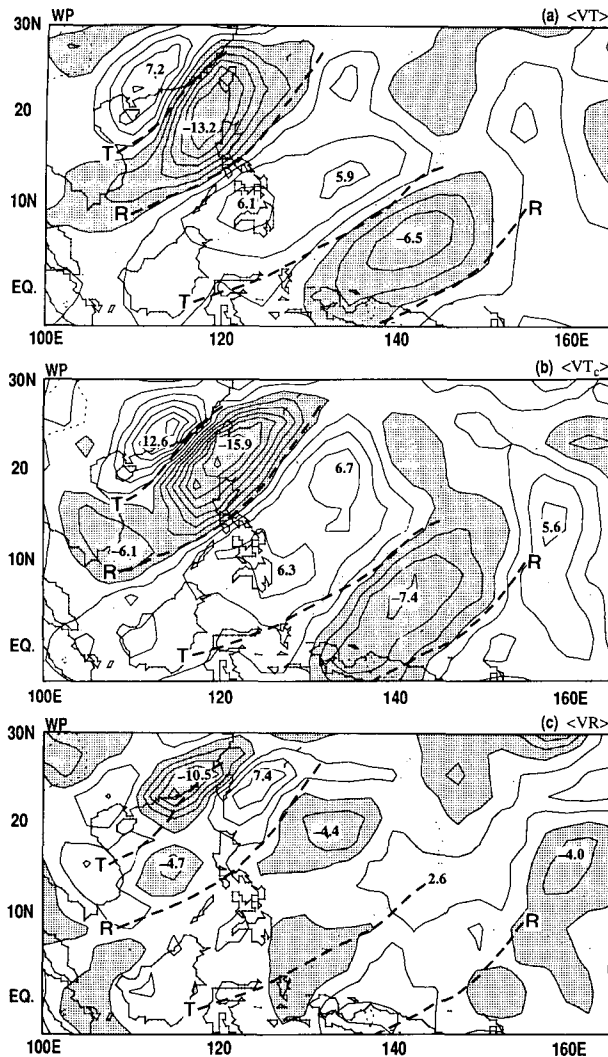 WP (a) <VT>
30N
7.2
20
-13.2
T
5.9
10N
6.1
R
R
-6.5
T
EQ.
100E 120 140 160E
WP (b) <VTc>
30N
12.6
-15.9
6.7
20
T
5.6
-6.1
10N
R
6.3
R
-7.4
T
EQ.
100E 120 140 160E
WP (c) <VR>
30N
-10.5
7.4
20
-4.4
-4.0
T
-4.7
2.6
10N
R
R
T
EQ.
100E 120 140 160E